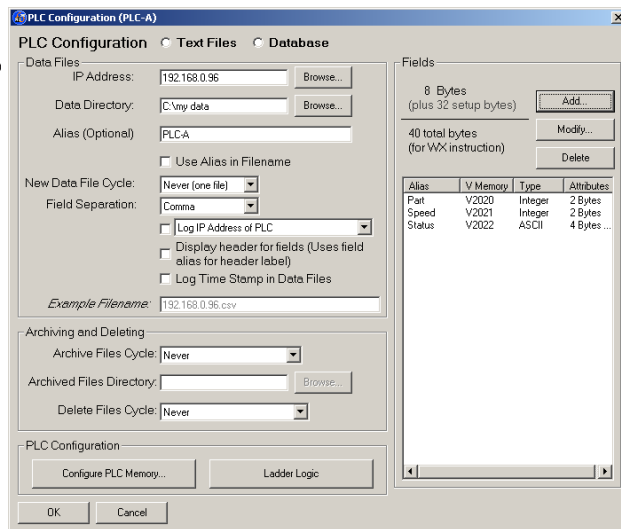 PLC Configuration (PLC-A)
PLC Configuration Text Files Database
Data Files
IP Address: 192.168.0.96 Browse...
Data Directory: C:\my data Browse...
Alias (Optional) PLC-A
Use Alias in Filename
New Data File Cycle: Never (one file)
Field Separation: Comma
Log IP Address of PLC
Display header for fields (Uses field
alias for header label)
Log Time Stamp in Data Files
Example Filename: 192.168.0.96.csv
Archiving and Deleting
Archive Files Cycle: Never
Archived Files Directory: Browse...
Delete Files Cycle: Never
PLC Configuration
Configure PLC Memory... Ladder Logic
OK Cancel
Fields
8 Bytes
(plus 32 setup bytes)
Add...
40 total bytes
(for WX instruction)
Modify...
Delete
Alias V Memory Type Attributes
Part V2020 Integer 2 Bytes
Speed V2021 Integer 2 Bytes
Status V2022 ASCII 4 Bytes ...